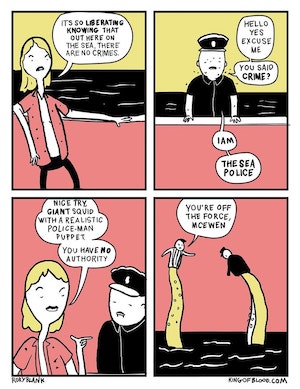 IT'S SO LIBERATING
KNOWING THAT
OUT HERE ON
THE SEA, THERE
ARE NO CRIMES.
HELLO
YES
EXCUSE
ME
YOU SAID
CRIME?
I AM
THE SEA
POLICE
NICE TRY,
GIANT SQUID
WITH A REALISTIC
POLICE-MAN
PUPPET
YOU HAVE NO
AUTHORITY
YOU'RE OFF
THE FORCE,
MCEWEN
RORY BLANK
KINGOFBLOOD.COM